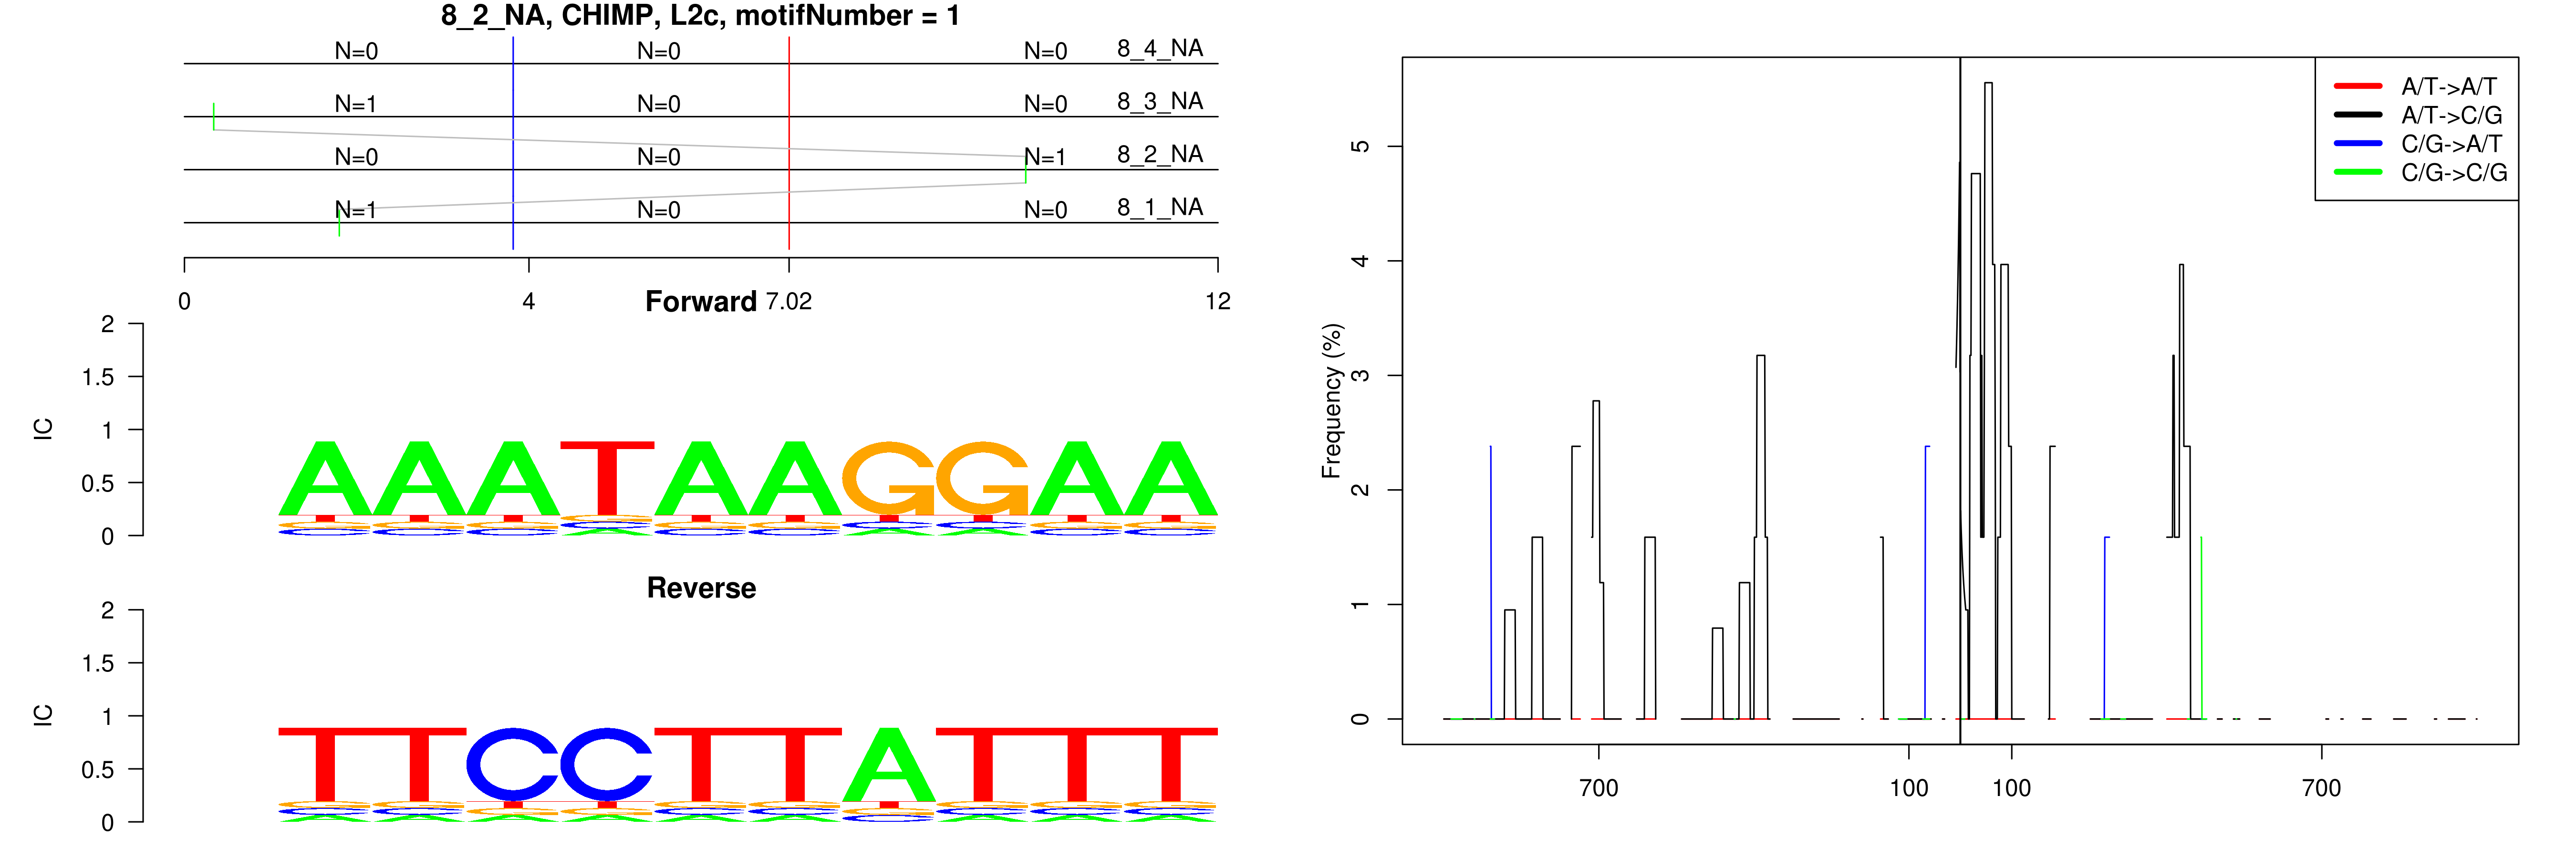 8_2_NA, CHIMP, L2c, motifNumber = 1
N=0 N=0 N=0 8_4_NA
N=1 N=0 N=0 8_3_NA
N=0 N=0 N=1 8_2_NA
N=1 N=0 N=0 8_1_NA
0 4 7.02 12
Forward
IC
2
1.5
1
0.5
0
AAATAAGGAA
Reverse
IC
2
1.5
1
0.5
0
TTCCTTATTT
Frequency (%)
5
4
3
2
1
0
700 100 100 700
A/T->A/T
A/T->C/G
C/G->A/T
C/G->C/G